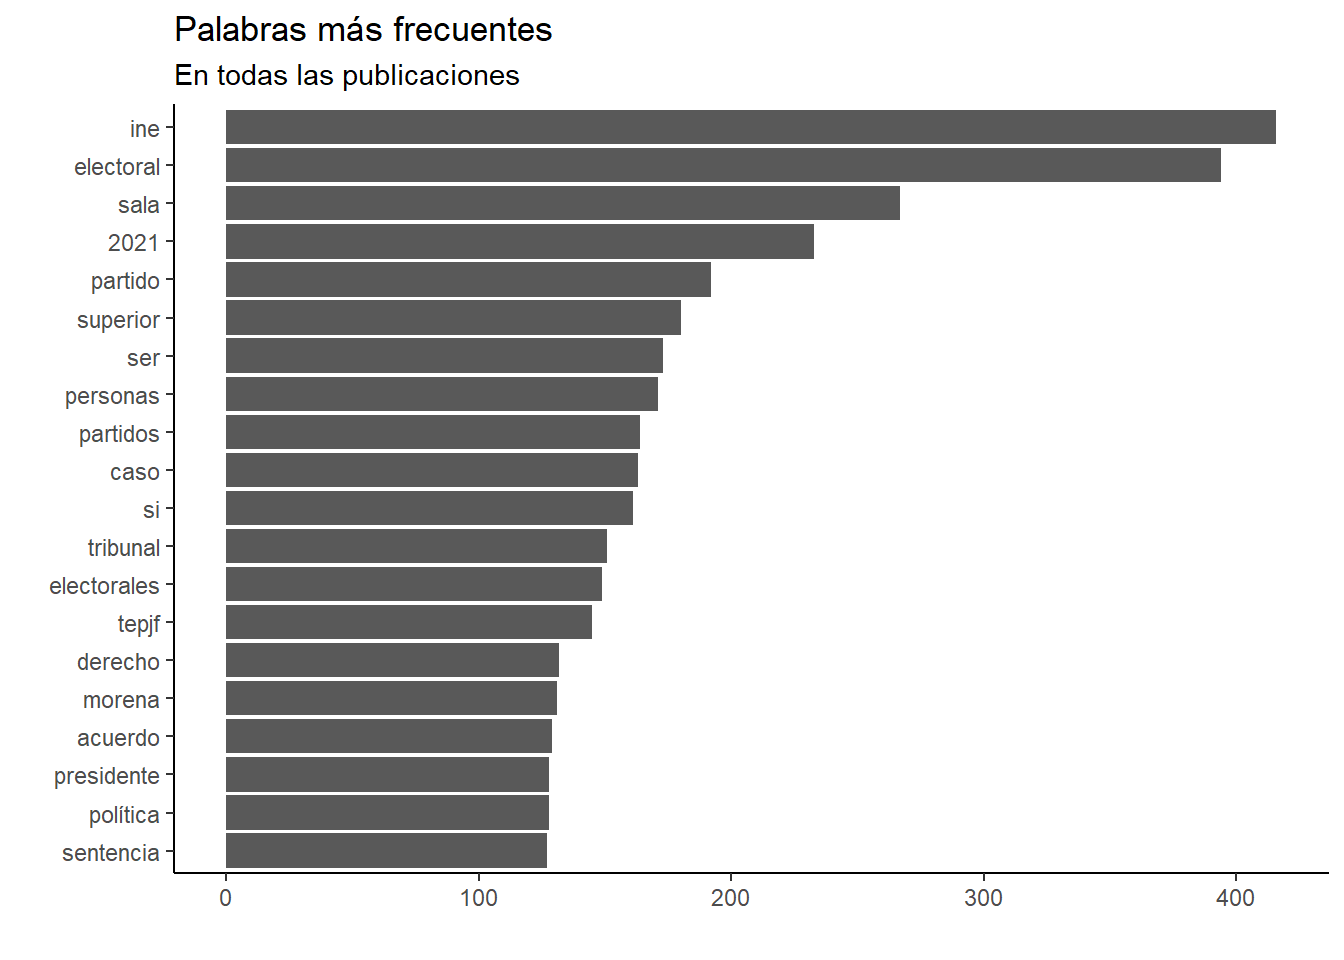 Palabras más frecuentes
En todas las publicaciones
ine
electoral
sala
2021
partido
superior
ser
personas
partidos
caso
si
tribunal
electorales
tepjf
derecho
morena
acuerdo
presidente
política
sentencia
0 100 200 300 400